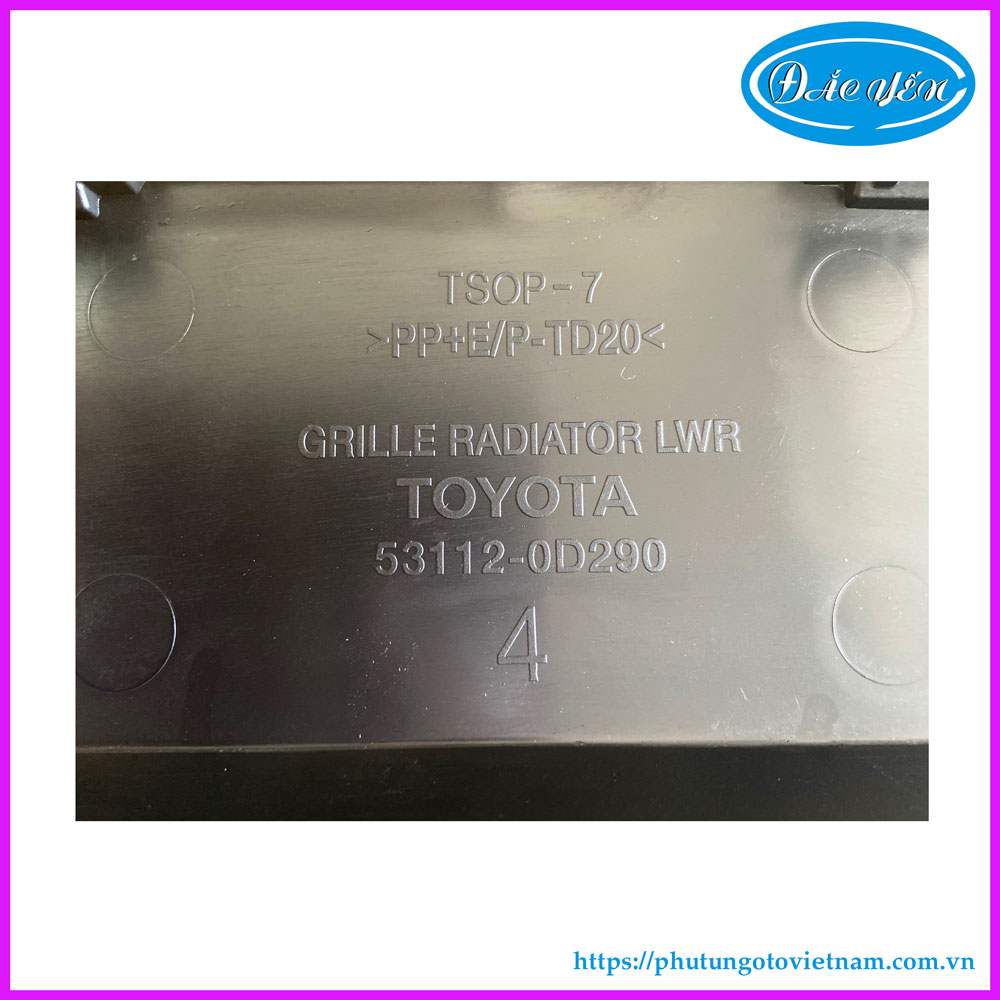 ĐẮC YẾN
TSOP-7
>PP+E/P-TD20<
GRILLE RADIATOR LWR
TOYOTA
53112-0D290
4
https://phutungotovietnam.com.vn